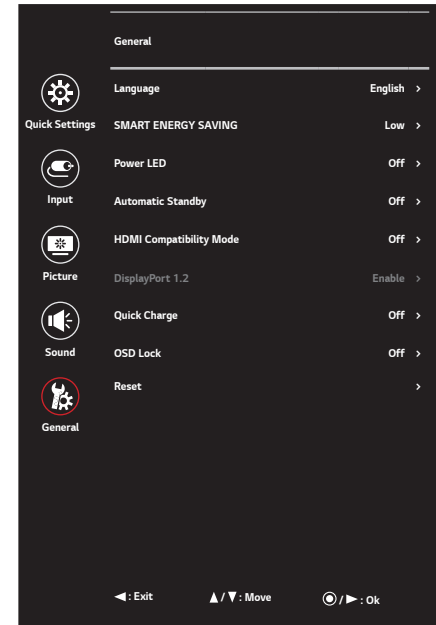 General
Language English >
SMART ENERGY SAVING Low >
Power LED Off >
Automatic Standby Off >
HDMI Compatibility Mode Off >
DisplayPort 1.2 Enable >
Quick Charge Off >
OSD Lock Off >
Reset >
Quick Settings
Input
Picture
Sound
General
◄ : Exit ▲ / ▼ : Move ◉ / ► : Ok